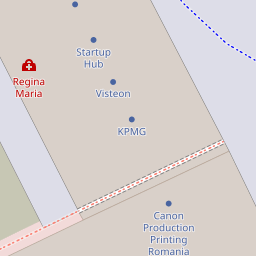 Startup
Hub
Regina
Maria
Visteon
KPMG
Canon
Production
Printing
Romania